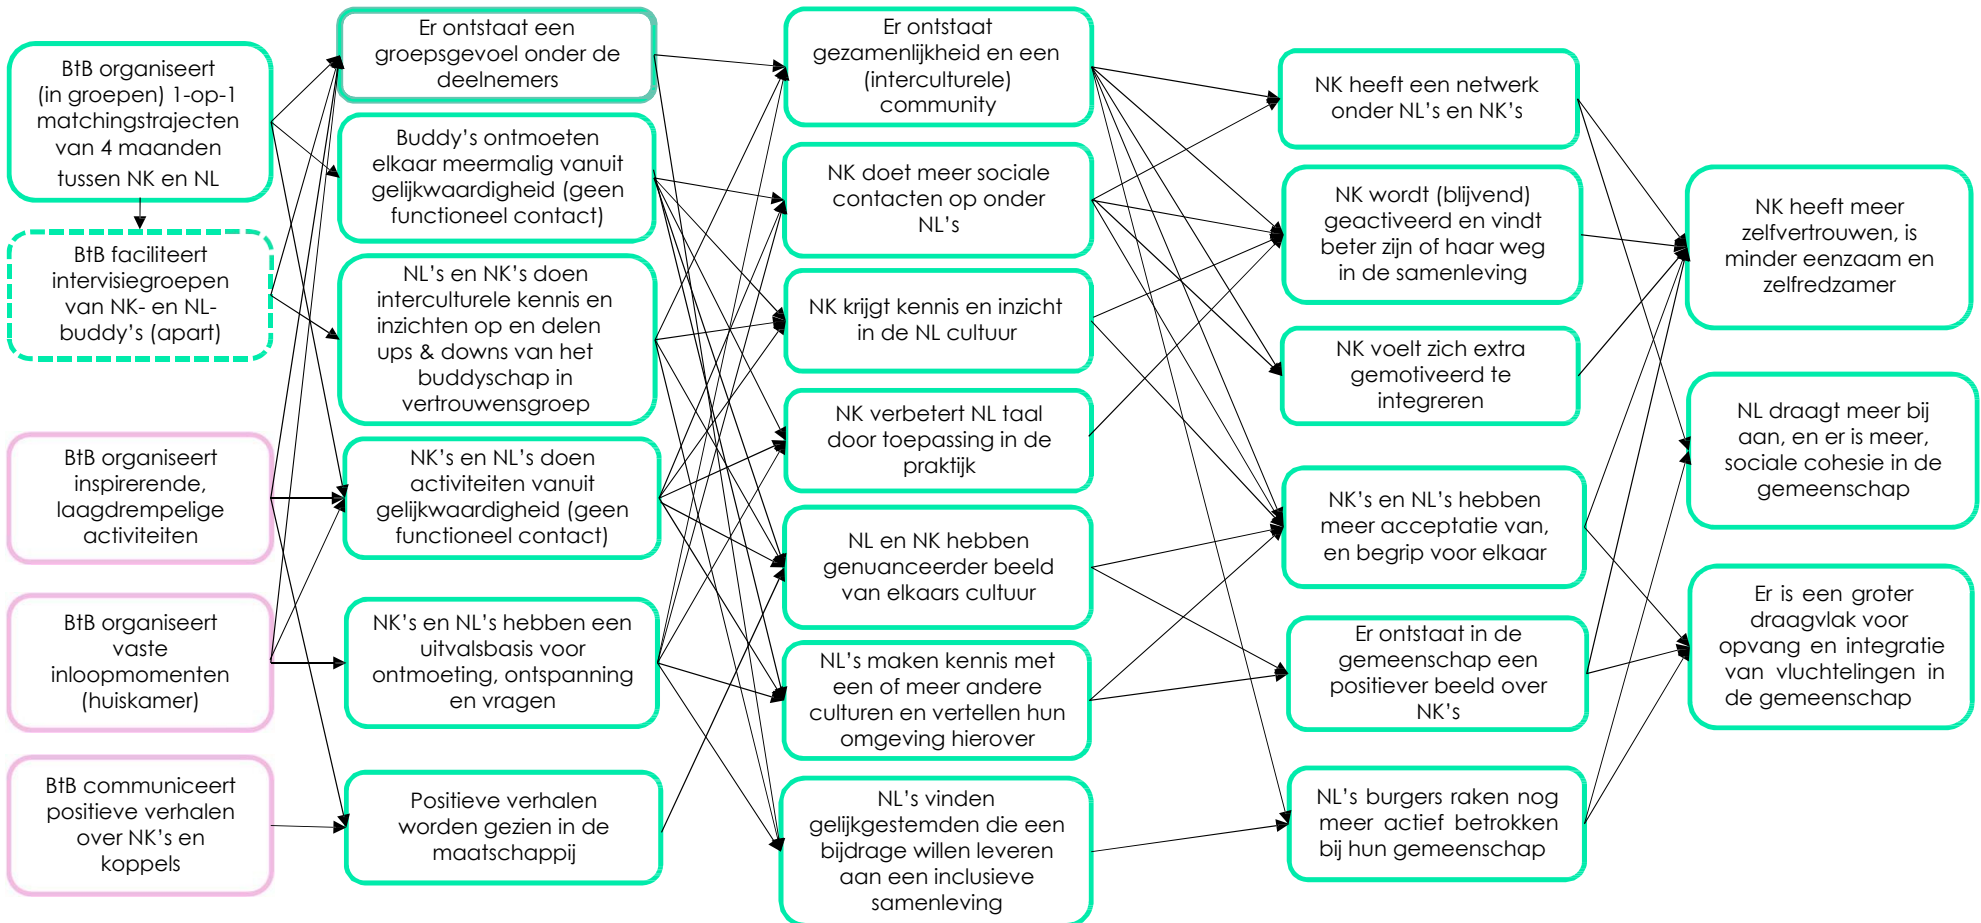 BtB organiseert
(in groepen) 1-op-1
matchingstrajecten
van 4 maanden
tussen NK en NL
BtB faciliteert
intervisiegroepen
van NK- en NL-
buddy's (apart)
BtB organiseert
inspirerende,
laagdrempelige
activiteiten
BtB organiseert
vaste
inloopmomenten
(huiskamer)
BtB communiceert
positieve verhalen
over NK's en
koppels
Er ontstaat een
groepsgevoel onder de
deelnemers
Buddy's ontmoeten
elkaar meermalig vanuit
gelijkwaardigheid (geen
functioneel contact)
NL's en NK's doen
interculturele kennis en
inzichten op en delen
ups & downs van het
buddyschap in
vertrouwensgroep
NK's en NL's doen
activiteiten vanuit
gelijkwaardigheid (geen
functioneel contact)
NK's en NL's hebben een
uitvalsbasis voor
ontmoeting, ontspanning
en vragen
Positieve verhalen
worden gezien in de
maatschappij
Er ontstaat
gezamenlijkheid en een
(interculturele)
community
NK doet meer sociale
contacten op onder
NL's
NK krijgt kennis en inzicht
in de NL cultuur
NK verbetert NL taal
door toepassing in de
praktijk
NL en NK hebben
genuanceerder beeld
van elkaars cultuur
NL's maken kennis met
een of meer andere
culturen en vertellen hun
omgeving hierover
NL's vinden
gelijkgestemden die een
bijdrage willen leveren
aan een inclusieve
samenleving
NK heeft een netwerk
onder NL's en NK's
NK wordt (blijvend)
geactiveerd en vindt
beter zijn of haar weg
in de samenleving
NK voelt zich extra
gemotiveerd te
integreren
NK's en NL's hebben
meer acceptatie van,
en begrip voor elkaar
Er ontstaat in de
gemeenschap een
positiever beeld over
NK's
NL's burgers raken nog
meer actief betrokken
bij hun gemeenschap
NK heeft meer
zelfvertrouwen, is
minder eenzaam en
zelfredzamer
NL draagt meer bij
aan, en er is meer,
sociale cohesie in de
gemeenschap
Er is een groter
draagvlak voor
opvang en integratie
van vluchtelingen in
de gemeenschap